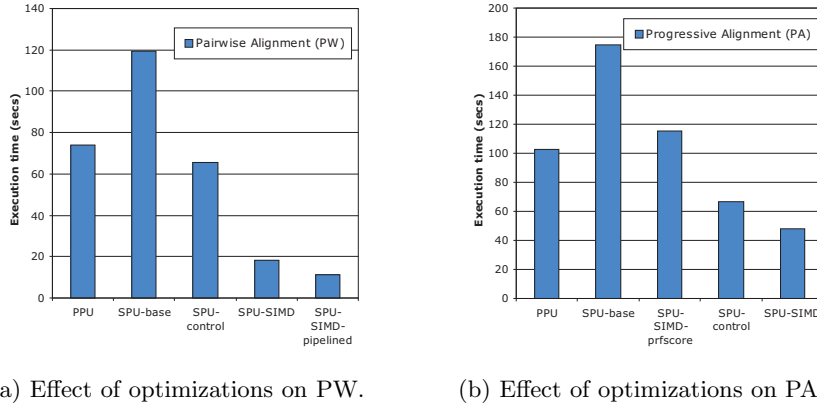 140
120
100
80
60
40
20
0
Execution time (secs)
Pairwise Alignment (PW)
PPU
SPU-base
SPU-
control
SPU-SIMD
SPU-
SIMD-
pipelined
a) Effect of optimizations on PW.
200
180
160
140
120
100
80
60
40
20
0
Execution time (secs)
Progressive Alignment (PA)
PPU
SPU-base
SPU-
SIMD-
prfscore
SPU-
control
SPU-SIMD
(b) Effect of optimizations on PA